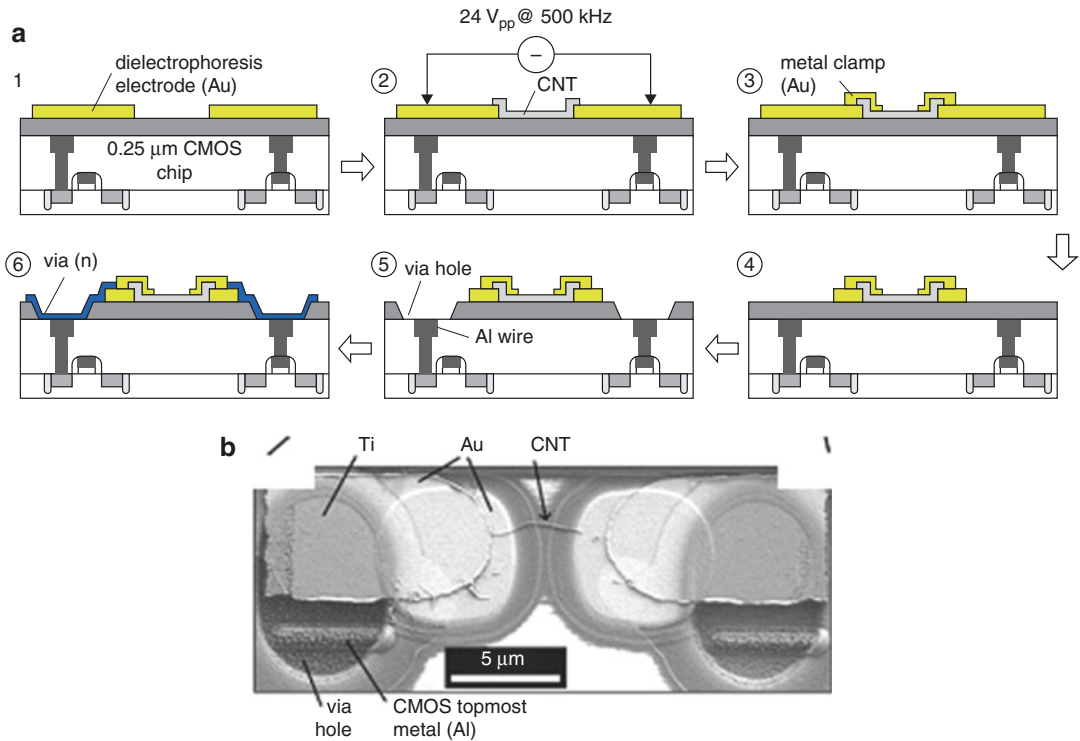 a
24 Vpp @ 500 kHz
1
dielectrophoresis
electrode (Au)
0.25 μm CMOS
chip
2
CNT
3
metal clamp
(Au)
6
via (n)
5
via hole
Al wire
4
b
Ti
Au
CNT
5 μm
via
hole
CMOS topmost
metal (Al)